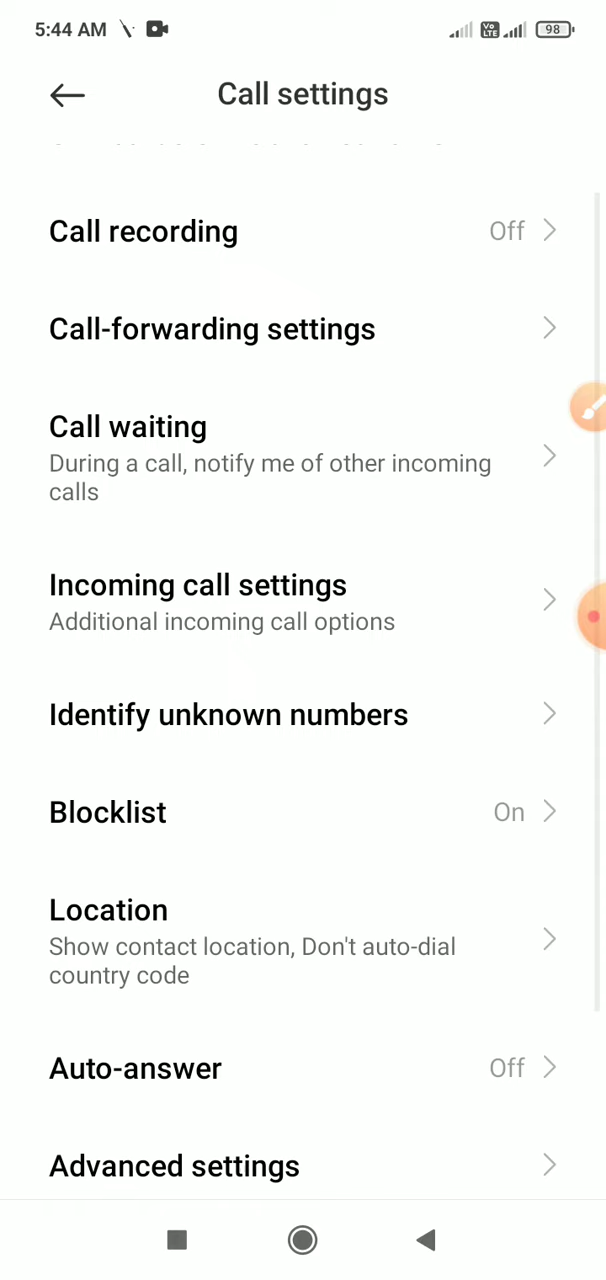 5:44 AM
Vo LTE
98
Call settings
Call recording
Off
Call-forwarding settings
Call waiting
During a call, notify me of other incoming
calls
Incoming call settings
Additional incoming call options
Identify unknown numbers
Blocklist
On
Location
Show contact location, Don't auto-dial
country code
Auto-answer
Off
Advanced settings